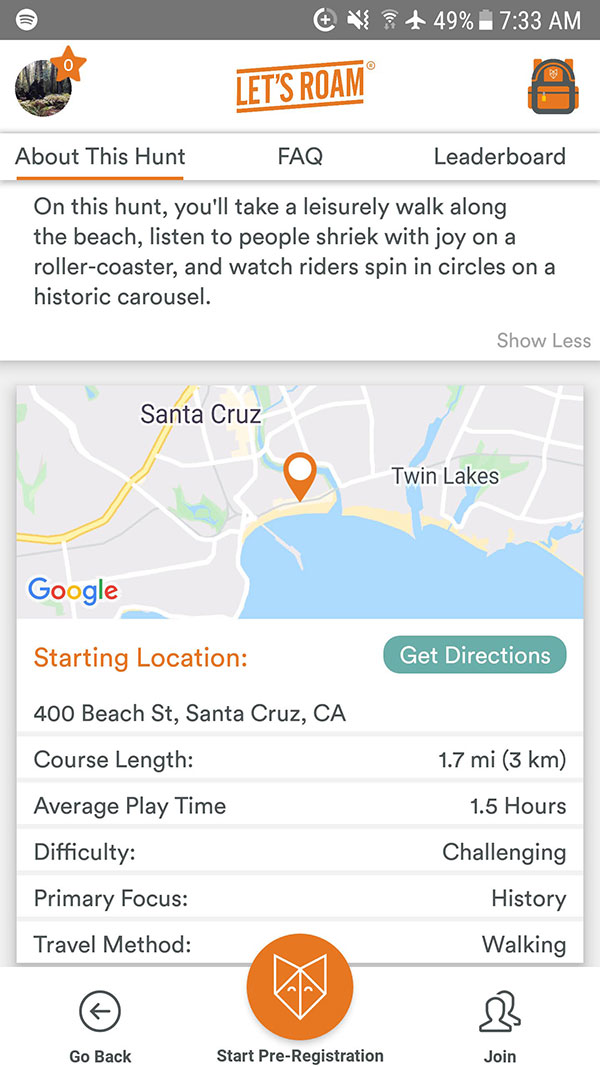 49% 7:33 AM
0
LET'S ROAM®
About This Hunt FAQ Leaderboard
On this hunt, you'll take a leisurely walk along
the beach, listen to people shriek with joy on a
roller-coaster, and watch riders spin in circles on a
historic carousel.
Show Less
Santa Cruz
Twin Lakes
Google
Starting Location: Get Directions
400 Beach St, Santa Cruz, CA
Course Length: 1.7 mi (3 km)
Average Play Time 1.5 Hours
Difficulty: Challenging
Primary Focus: History
Travel Method: Walking
Go Back Start Pre-Registration Join